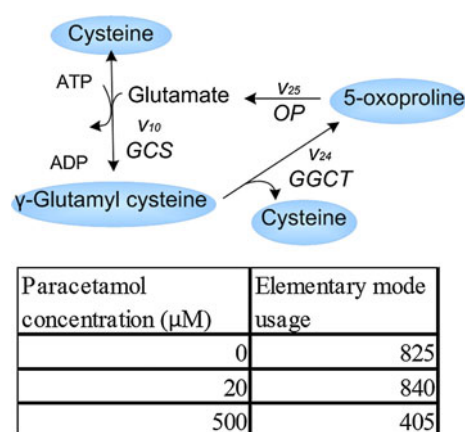 Cysteine
ATP
Glutamate
v25
OP
5-oxoproline
v10
GCS
ADP
v24
GGCT
γ-Glutamyl cysteine
Cysteine
Paracetamol concentration (μM)
Elementary mode usage
0 825
20 840
500 405